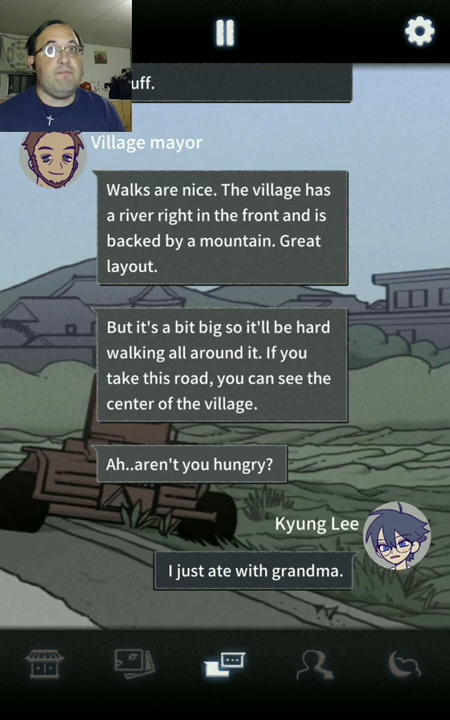 uff.
Village mayor
Walks are nice. The village has
a river right in the front and is
backed by a mountain. Great
layout.
But it's a bit big so it'll be hard
walking all around it. If you
take this road, you can see the
center of the village.
Ah..aren't you hungry?
Kyung Lee
I just ate with grandma.